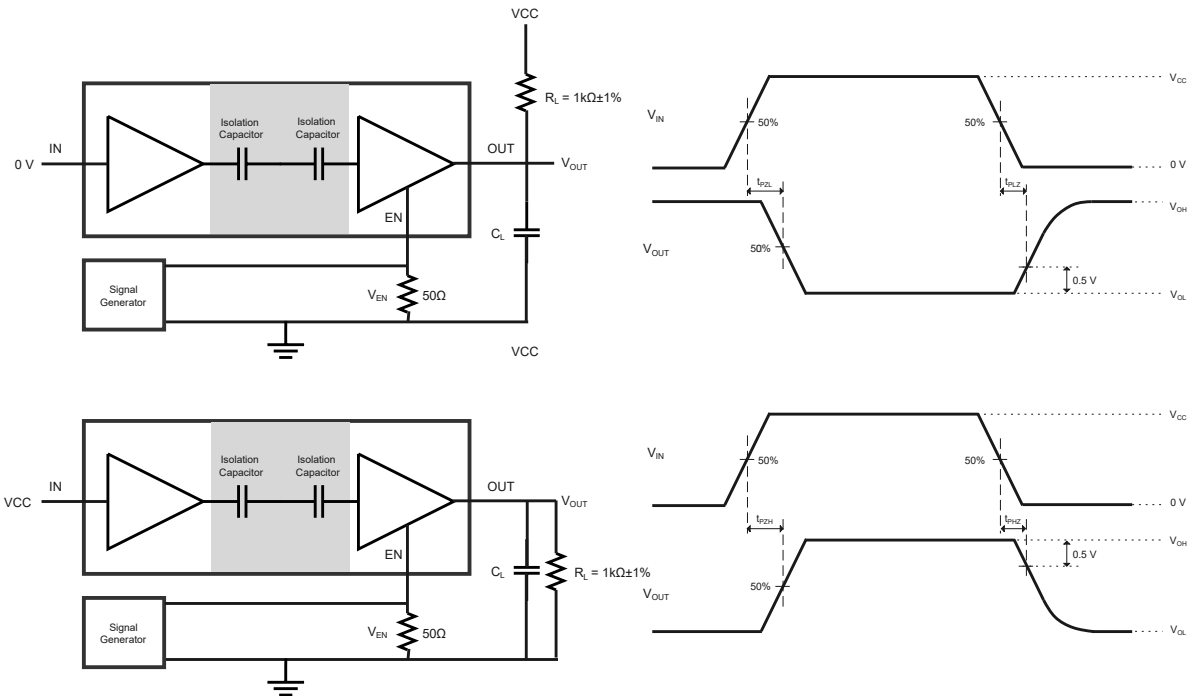 VCC
R_L = 1kΩ±1%
Isolation
Capacitor
Isolation
Capacitor
IN
0 V
OUT
V_OUT
EN
C_L
Signal
Generator
V_EN
50Ω
VCC
V_IN
50%
50%
V_CC
0 V
t_PZL
t_PLZ
V_OH
V_OUT
50%
0.5 V
V_OL
Isolation
Capacitor
Isolation
Capacitor
IN
VCC
OUT
V_OUT
EN
C_L
R_L = 1kΩ±1%
Signal
Generator
V_EN
50Ω
V_IN
50%
50%
V_CC
0 V
t_PZH
t_PHZ
V_OH
0.5 V
V_OUT
50%
V_OL